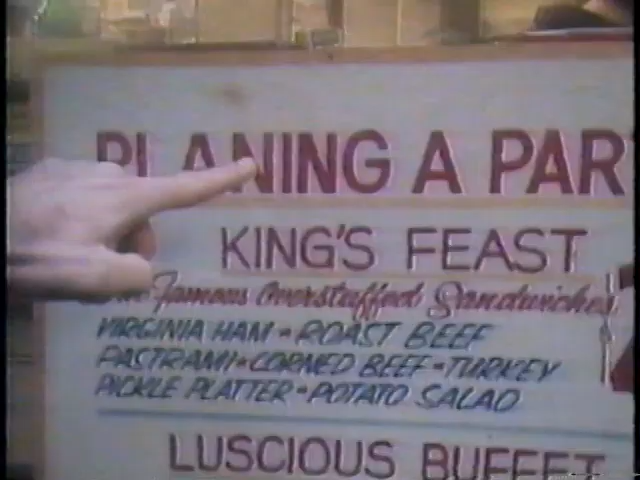 PLANING A PAR
KING'S FEAST
Famous Overstuffed Sandwiches
VIRGINIA HAM - ROAST BEEF
PASTRAMI - CORNED BEEF - TURKEY
PICKLE PLATTER - POTATO SALAD
LUSCIOUS BUFFET